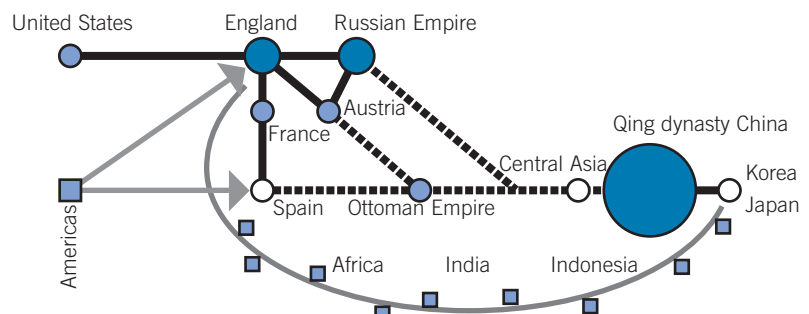 United States
England
Russian Empire
Austria
France
Qing dynasty China
Central Asia
Korea
Japan
Spain
Ottoman Empire
Americas
Africa
India
Indonesia